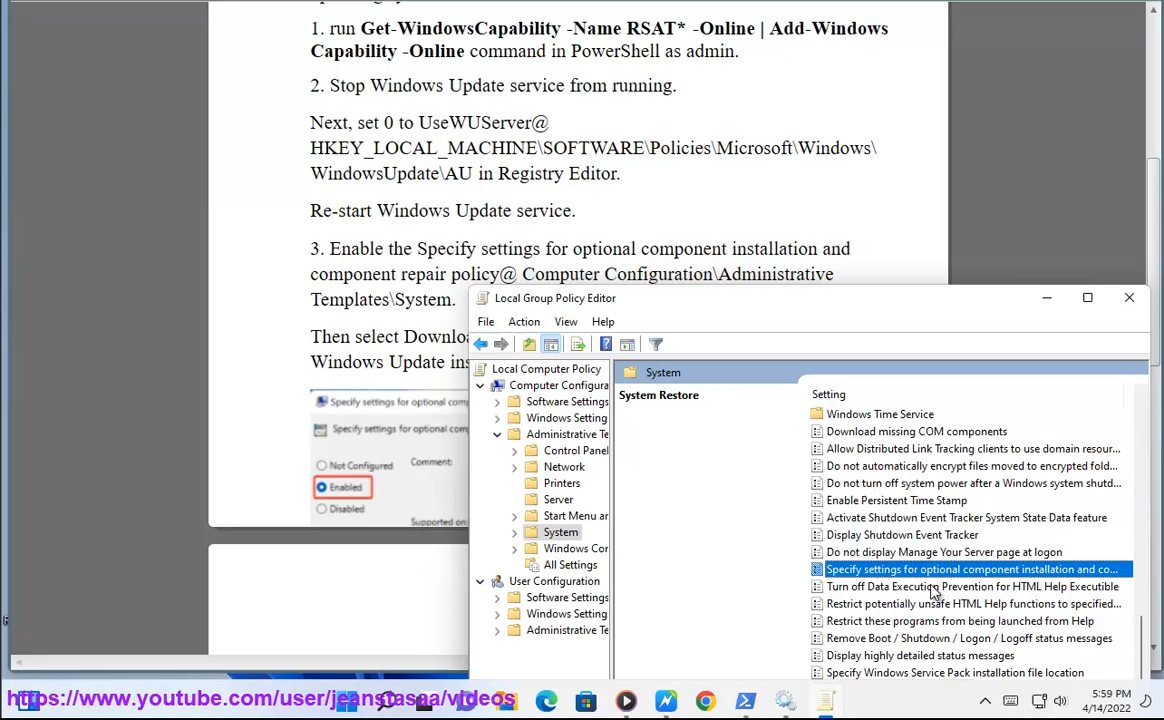 1. run Get-WindowsCapability -Name RSAT* -Online | Add-Windows
Capability -Online command in PowerShell as admin.
2. Stop Windows Update service from running.
Next, set 0 to UseWUServer@
HKEY_LOCAL_MACHINE\SOFTWARE\Policies\Microsoft\Windows\
WindowsUpdate\AU in Registry Editor.
Re-start Windows Update service.
3. Enable the Specify settings for optional component installation and
component repair policy@ Computer Configuration\Administrative
Templates\System.
Then select Downloa
Windows Update ins
Specify settings for optional com
Specify settings for optional com
Not Configured
Comment:
Enabled
Disabled
Supported on:
Local Group Policy Editor
File Action View Help
Local Computer Policy
Computer Configura
Software Settings
Windows Setting
Administrative Te
Control Panel
Network
Printers
Server
Start Menu ar
System
Windows Cor
All Settings
User Configuration
Software Settings
Windows Setting
Administrative Te
System
System Restore
Setting
Windows Time Service
Download missing COM components
Allow Distributed Link Tracking clients to use domain resour...
Do not automatically encrypt files moved to encrypted fold...
Do not turn off system power after a Windows system shutd...
Enable Persistent Time Stamp
Activate Shutdown Event Tracker System State Data feature
Display Shutdown Event Tracker
Do not display Manage Your Server page at logon
Specify settings for optional component installation and co...
Turn off Data Execution Prevention for HTML Help Executible
Restrict potentially unsafe HTML Help functions to specified...
Restrict these programs from being launched from Help
Remove Boot / Shutdown / Logon / Logoff status messages
Display highly detailed status messages
Specify Windows Service Pack installation file location
https://www.youtube.com/user/jeanstasaa/videos
5:59 PM
4/14/2022